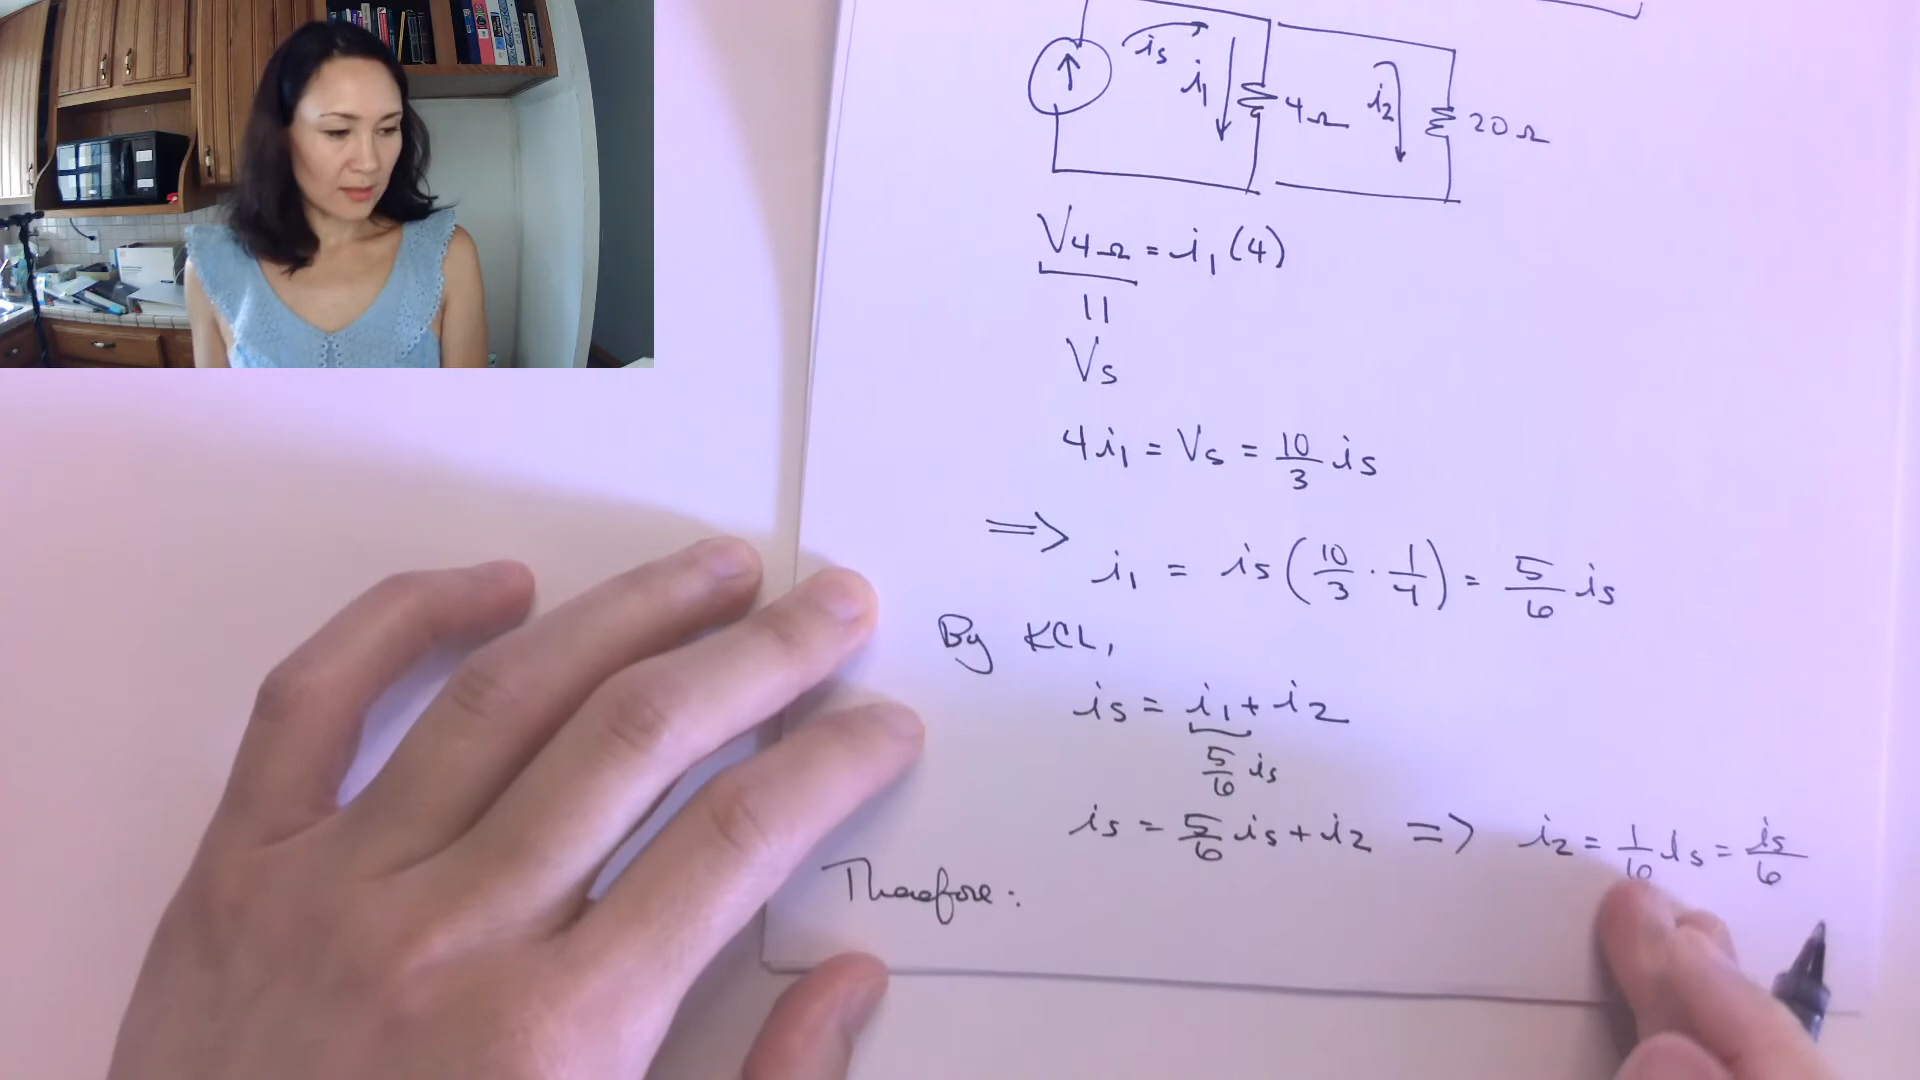 is
i₁
4Ω
i₂
20Ω
V₄Ω = i₁(4)
11
Vs
4i₁ = Vs = 10/3 is
=> i₁ = is(10/3 · 1/4) = 5/6 is
By KCL,
is = i₁ + i₂
5/6 is
is = 5/6 is + i₂ => i₂ = 1/6 is = is/6
Therefore: